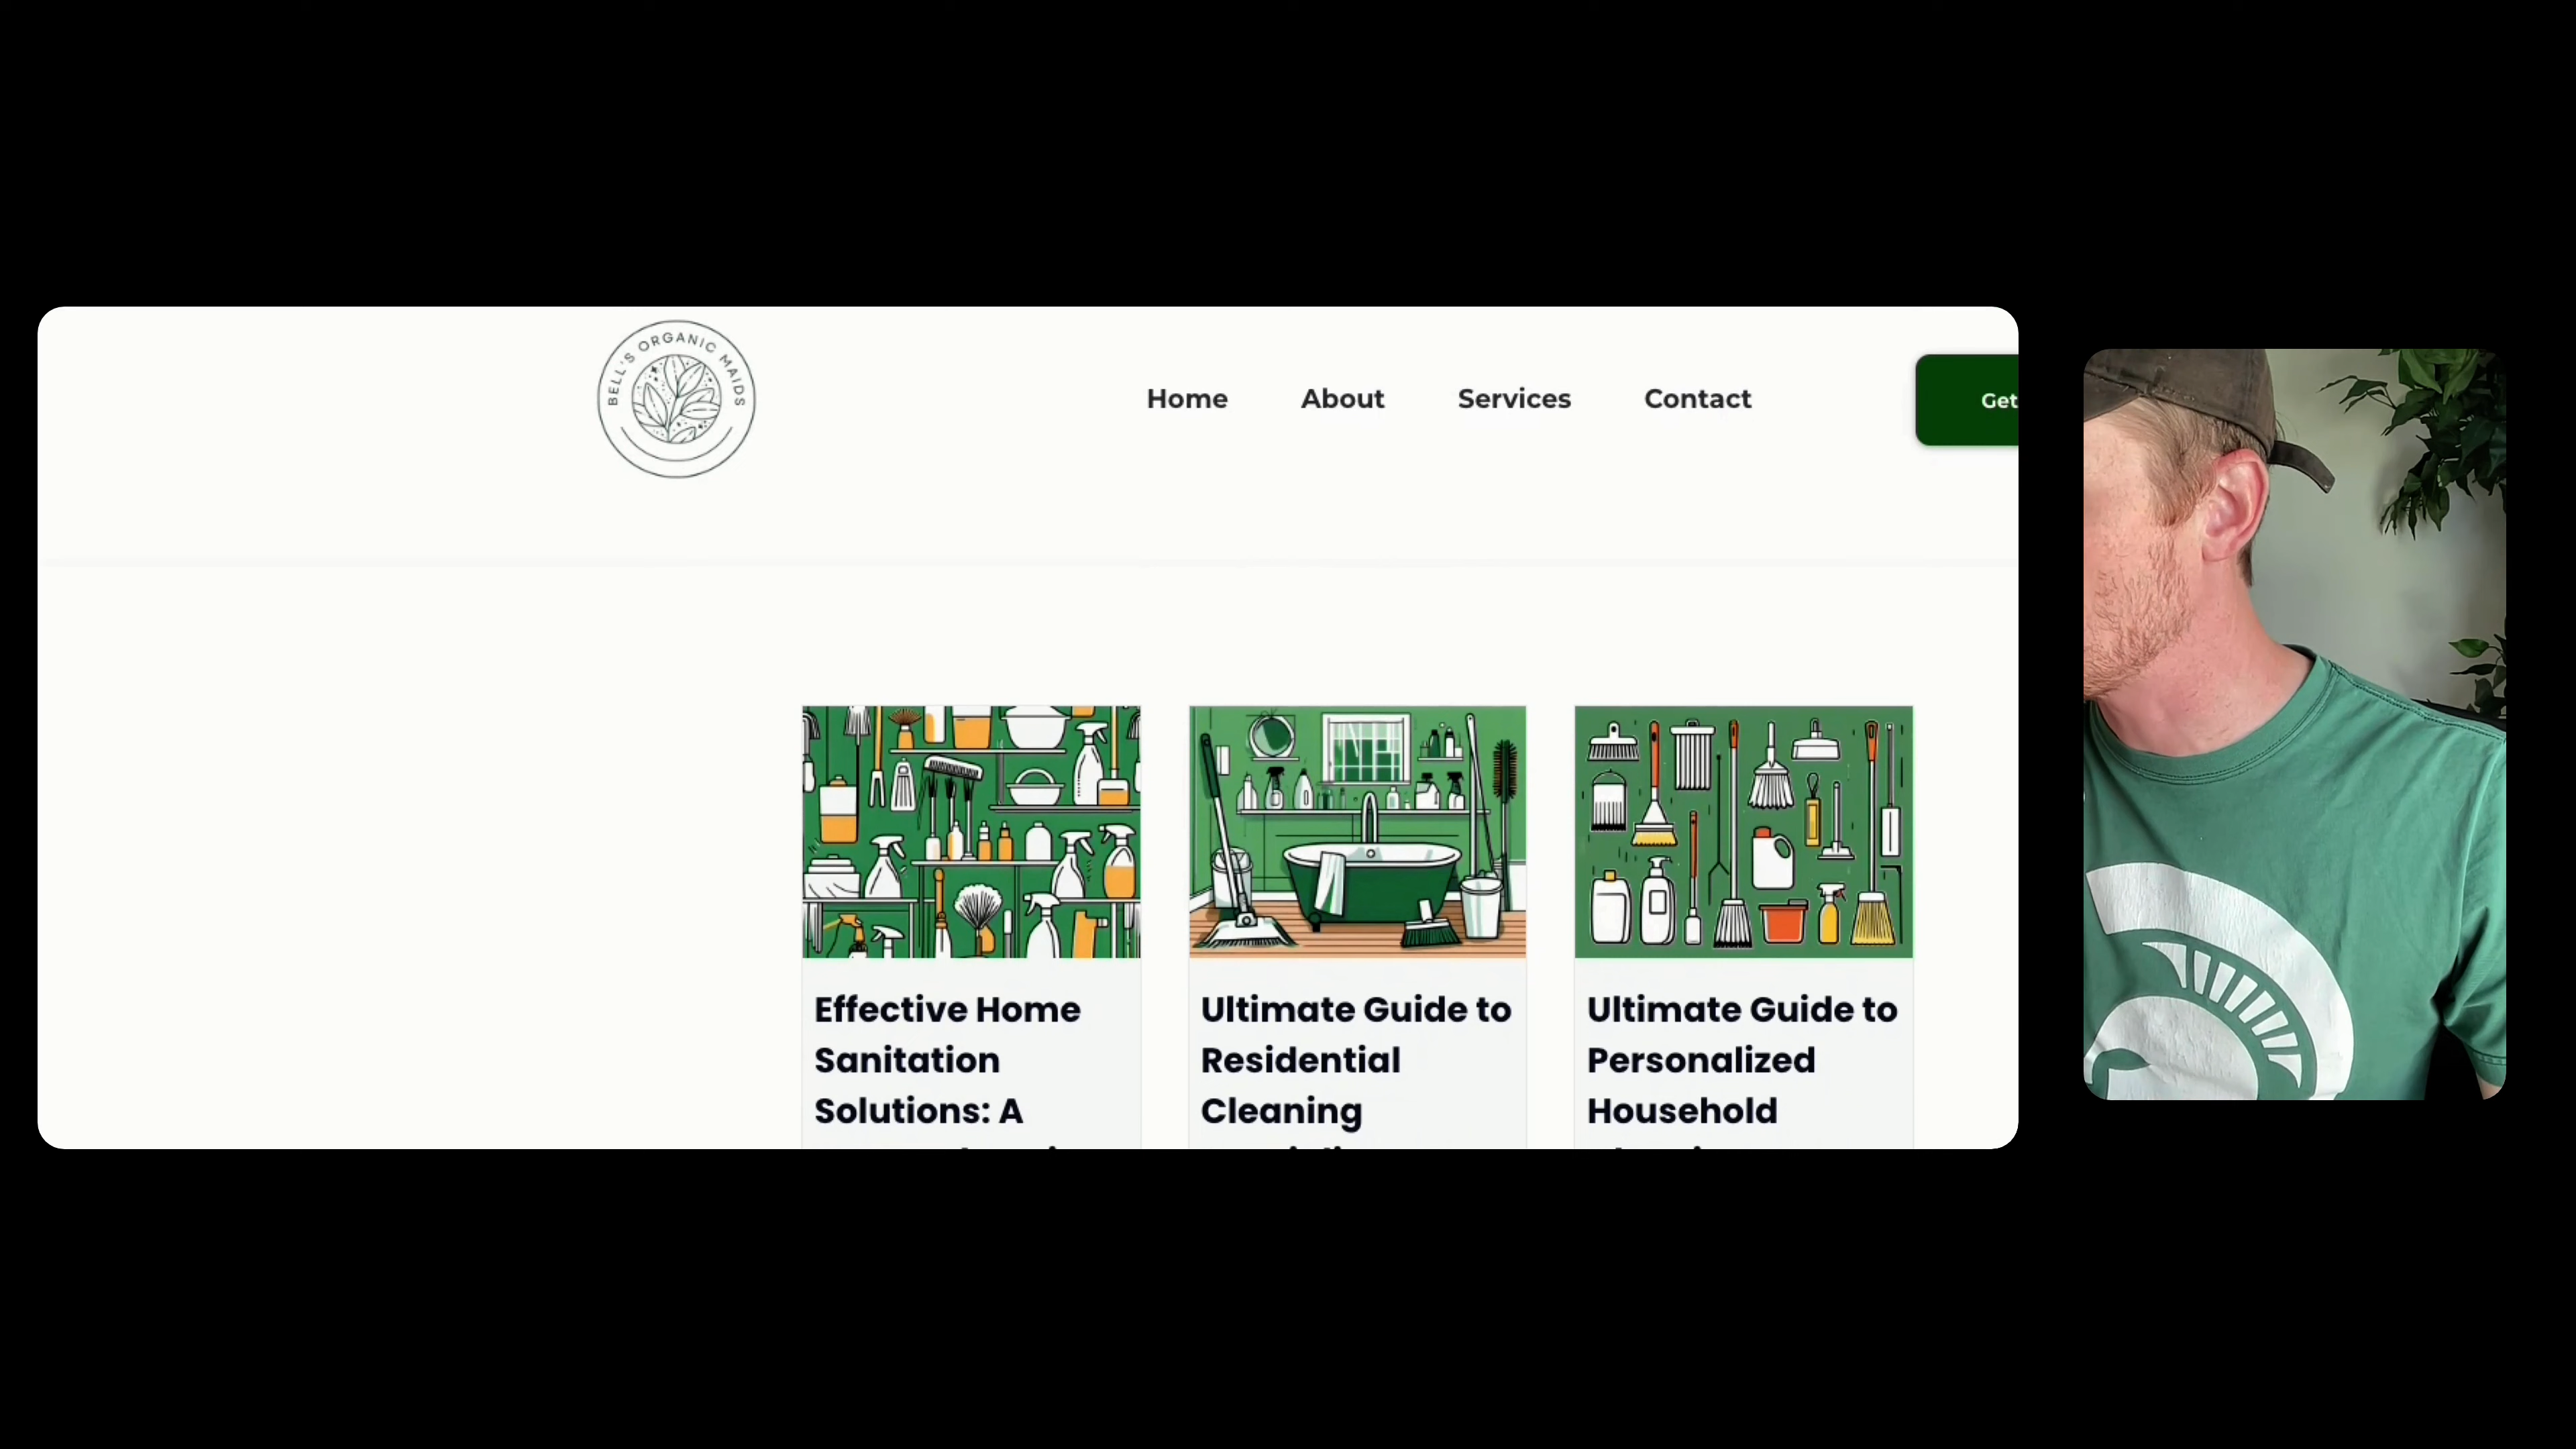 BELL'S ORGANIC MAIDS
Home
About
Services
Contact
Get
Effective Home
Sanitation
Solutions: A
Ultimate Guide to
Residential
Cleaning
Ultimate Guide to
Personalized
Household